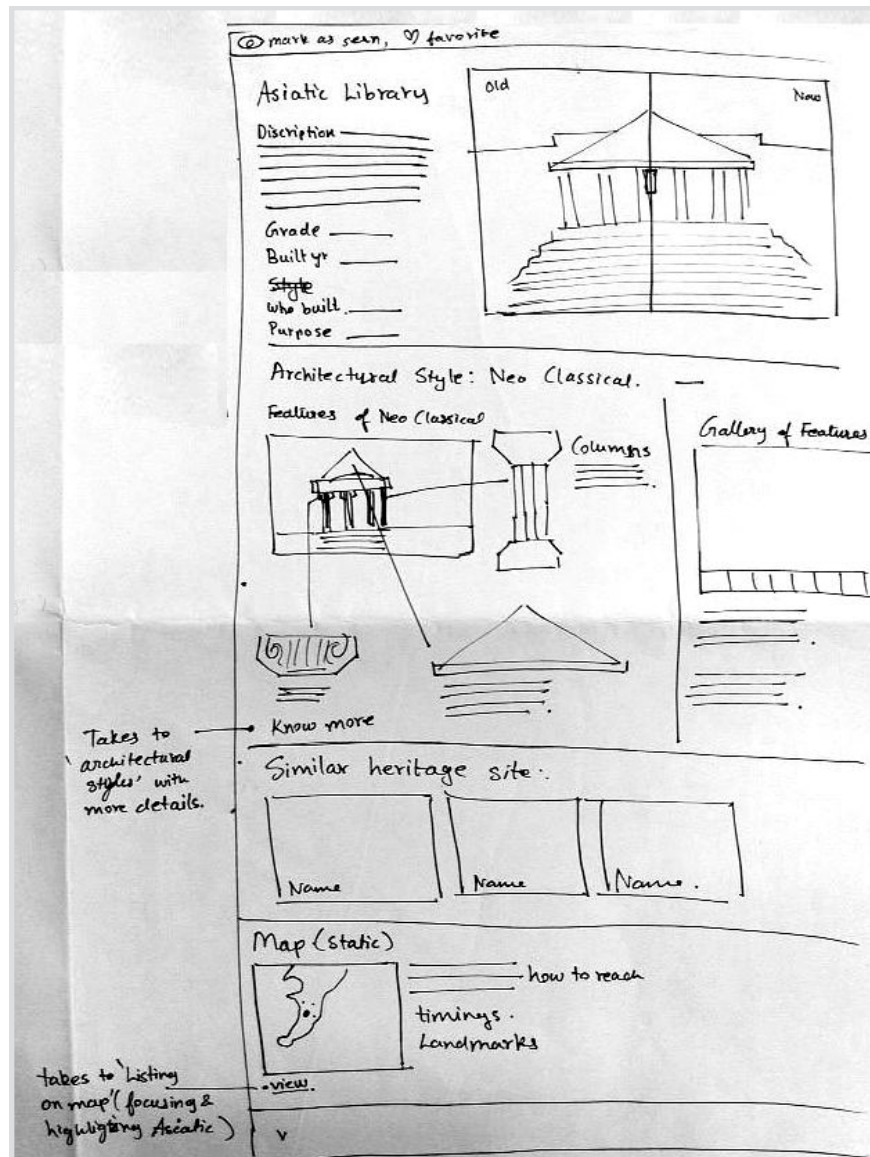 mark as seen, ♡ favorite
Asiatic Library
Discription
Grade
Built yr
Style
who built.
Purpose
Old
Now
Architectural Style: Neo Classical.
Features of Neo Classical
Columns
Gallery of Features
Know more
Takes to
'architectural
styles' with
more details.
Similar heritage site:.
Name
Name
Name.
Map (static)
how to reach
timings.
Landmarks
view.
takes to 'Listing
on map' (focusing &
highligting Asiatic)
v